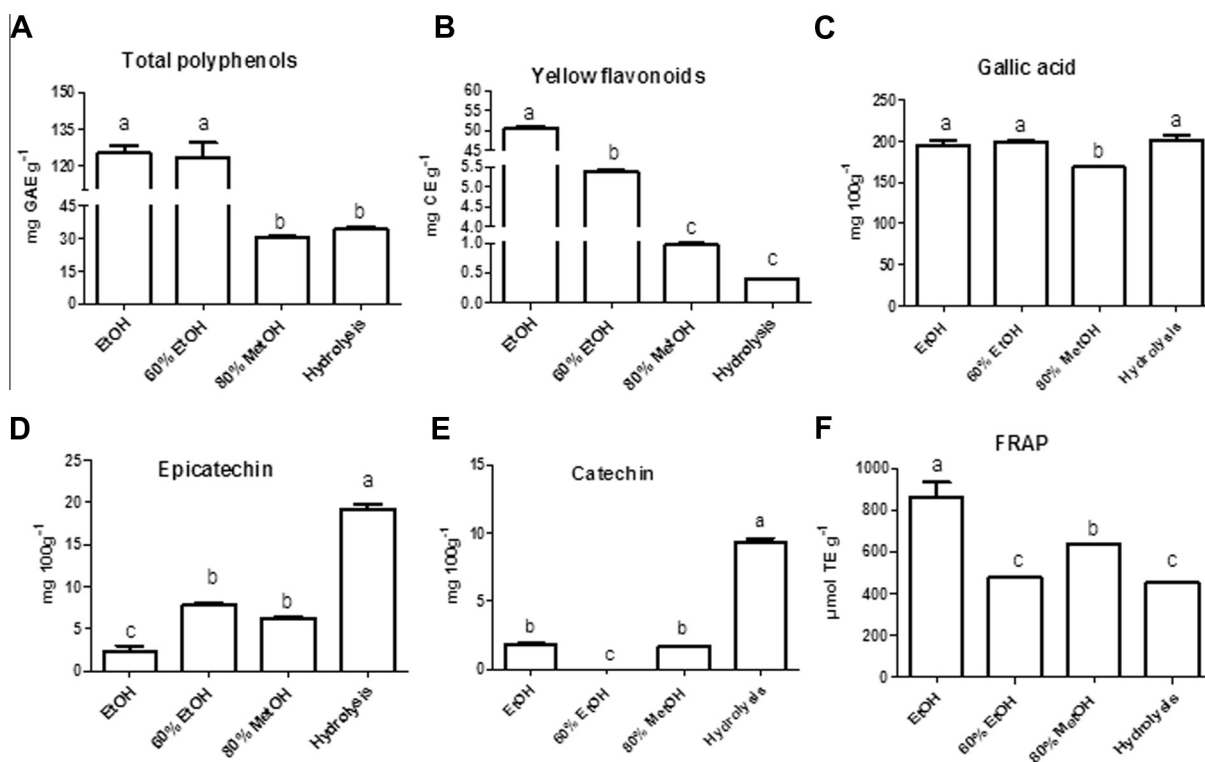 A
Total polyphenols
mg GAE g⁻¹
150
135
120
45
30
15
0
a
a
b
b
EtOH
60% EtOH
80% MetOH
Hydrolysis
B
Yellow flavonoids
mg CE g⁻¹
60
55
50
45
5.5
5.0
4.5
4.0
1.0
0.5
0.0
a
b
c
c
EtOH
60% EtOH
80% MetOH
Hydrolysis
C
Gallic acid
mg 100g⁻¹
250
200
150
100
50
0
a
a
b
a
EtOH
60% EtOH
80% MetOH
Hydrolysis
D
Epicatechin
mg 100g⁻¹
25
20
15
10
5
0
c
b
b
a
EtOH
60% EtOH
80% MetOH
Hydrolysis
E
Catechin
mg 100g⁻¹
15
10
5
0
b
c
b
a
EtOH
60% EtOH
80% MetOH
Hydrolysis
F
FRAP
µmol TE g⁻¹
1000
800
600
400
200
0
a
c
b
c
EtOH
60% EtOH
80% MetOH
Hydrolysis